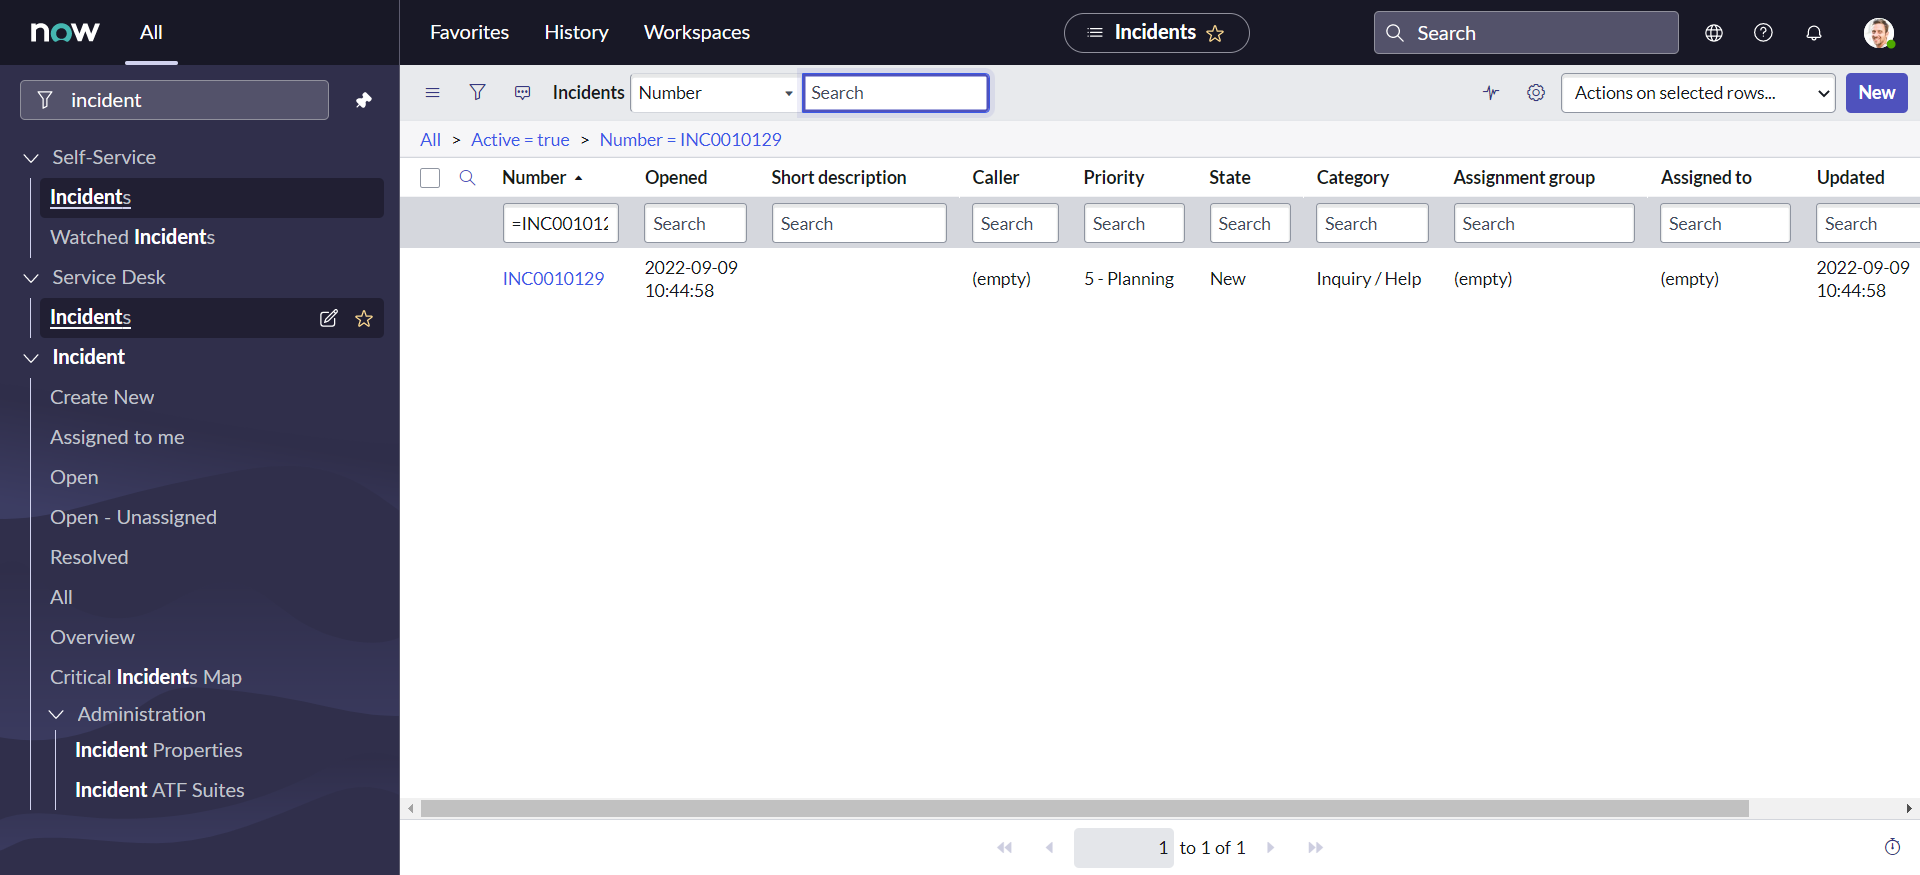 now
All
Favorites
History
Workspaces
Incidents
Search
incident
Self-Service
Incidents
Watched Incidents
Service Desk
Incidents
Incident
Create New
Assigned to me
Open
Open - Unassigned
Resolved
All
Overview
Critical Incidents Map
Administration
Incident Properties
Incident ATF Suites
Incidents
Number
Search
Actions on selected rows...
New
All > Active = true > Number = INC0010129
Number Opened Short description Caller Priority State Category Assignment group Assigned to Updated
=INC001012 Search Search Search Search Search Search Search Search Search
INC0010129 2022-09-09 10:44:58 (empty) 5 - Planning New Inquiry / Help (empty) (empty) 2022-09-09 10:44:58
1 to 1 of 1